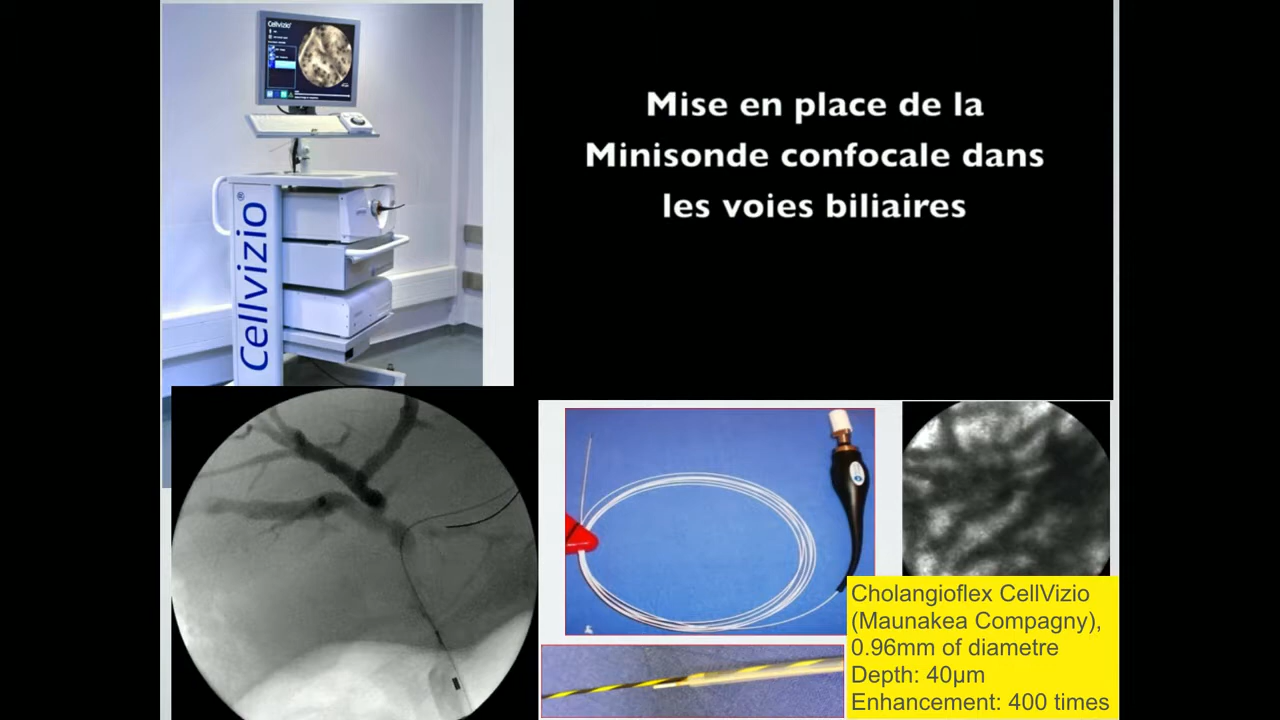 Cellvizio
Cellvizio®
Mise en place de la
Minisonde confocale dans
les voies biliaires
Cholangioflex CellVizio
(Maunakea Compagny),
0.96mm of diametre
Depth: 40µm
Enhancement: 400 times